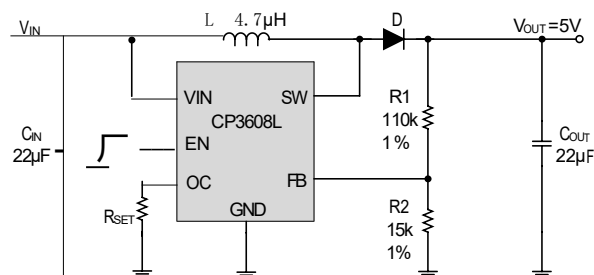 L 4.7µH
D
VIN
VOUT=5V
VIN
SW
CP3608L
R1
110k
1%
CIN
22µF
EN
COUT
22µF
OC
FB
RSET
GND
R2
15k
1%